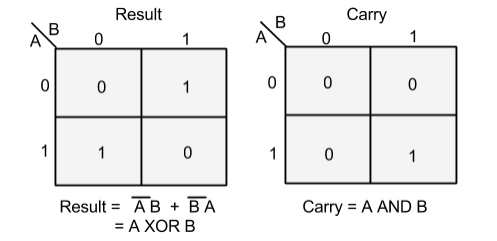 Result
B
A
0 1
0 0 1
1 1 0
Result = A̅ B + B̅ A
= A XOR B
Carry
B
A
0 1
0 0 0
1 0 1
Carry = A AND B